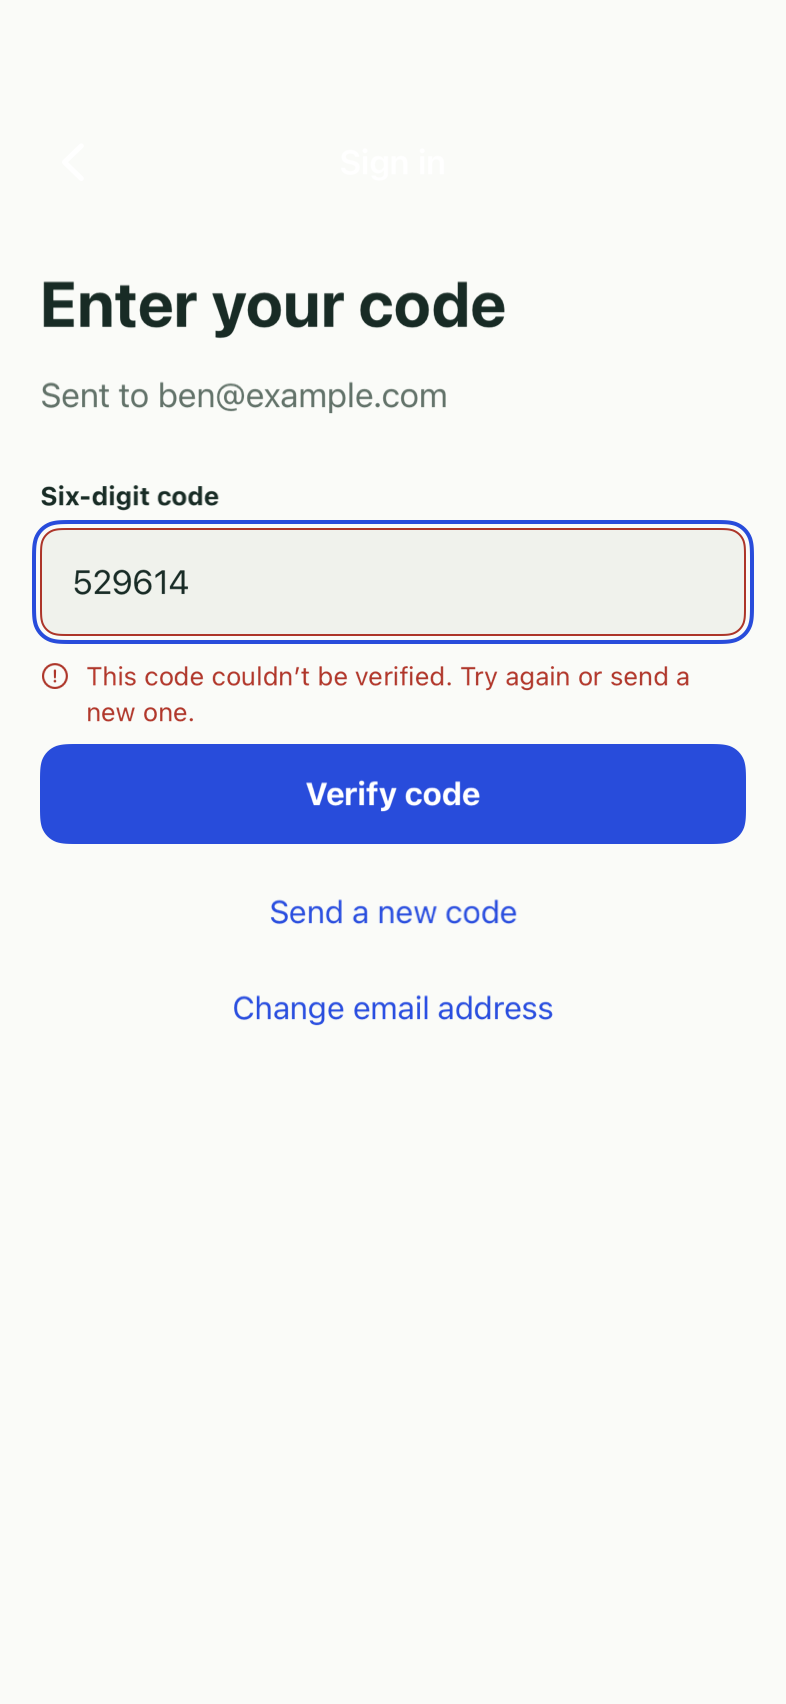 Sign in
Enter your code
Sent to ben@example.com
Six-digit code
529614
This code couldn’t be verified. Try again or send a
new one.
Verify code
Send a new code
Change email address